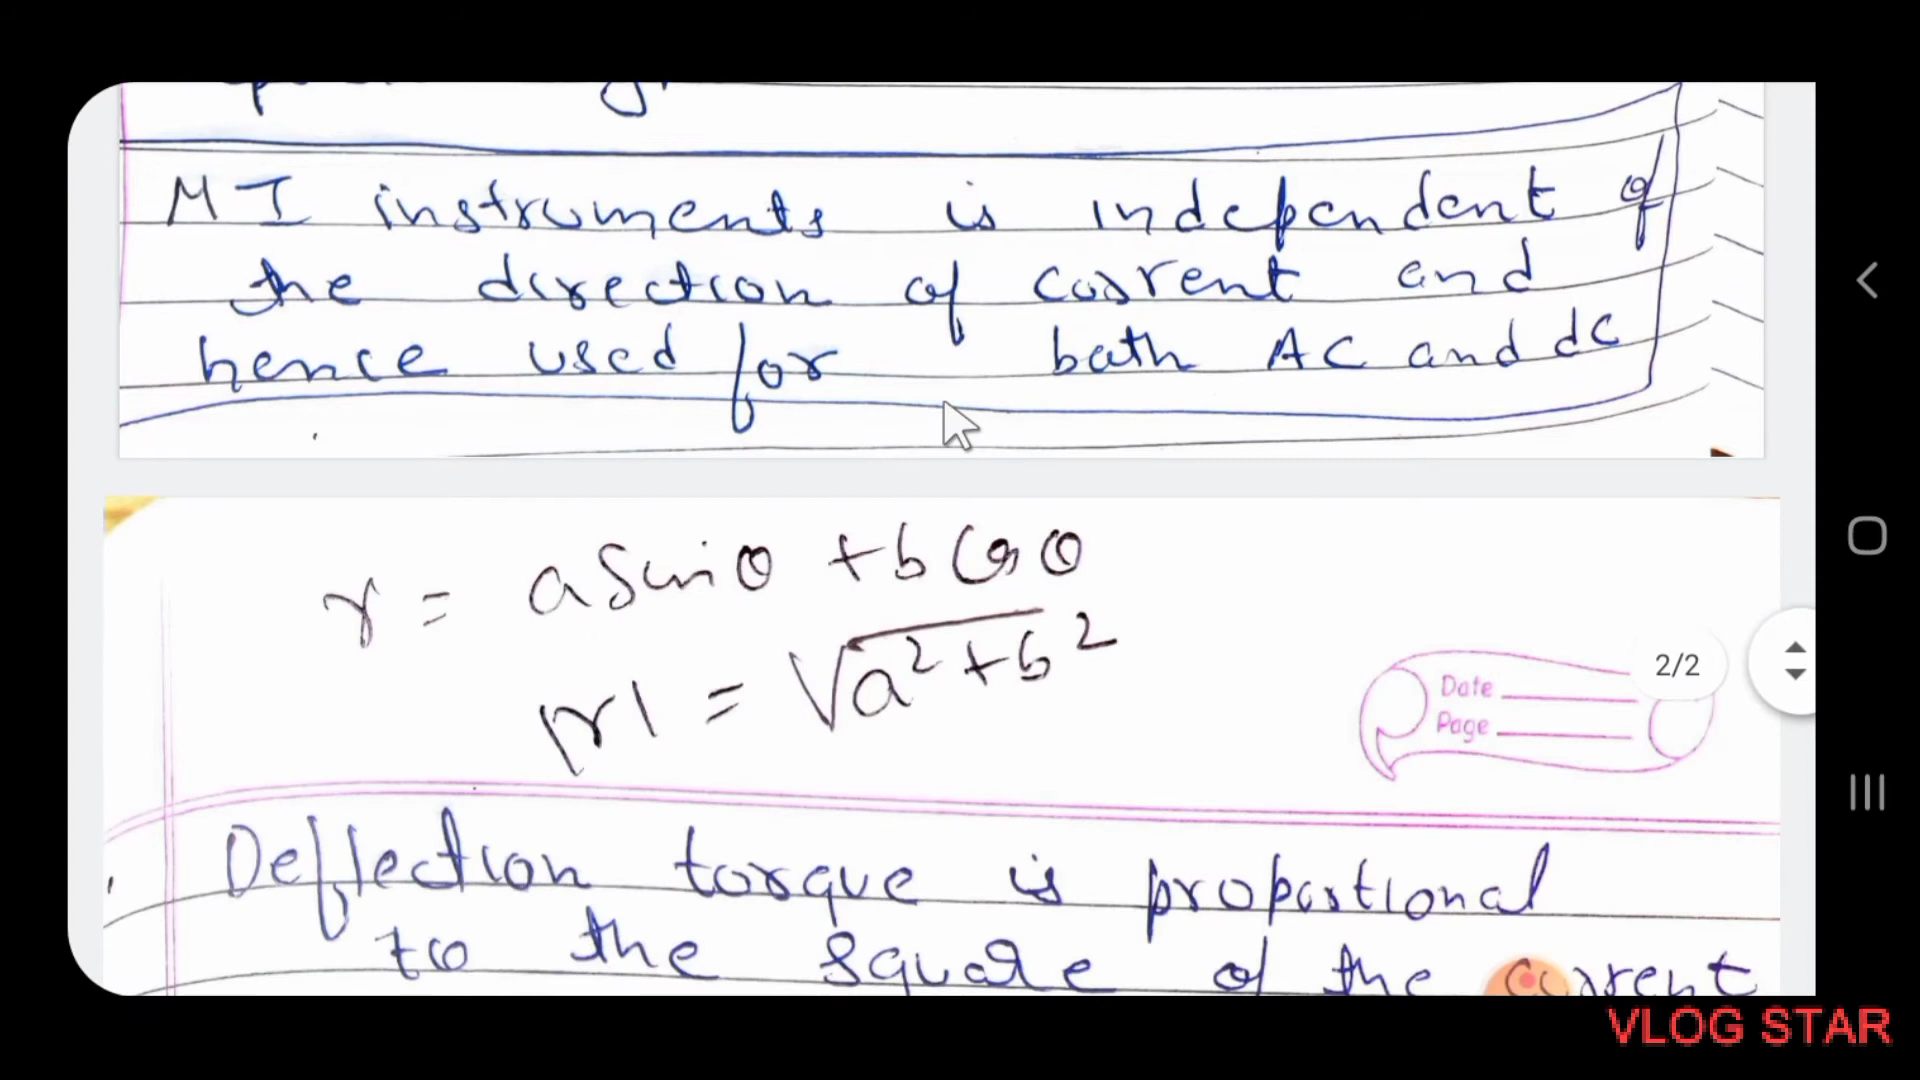 MI instruments is independent of
the direction of current and
hence used for both AC and dc
r = a sin θ + b cos θ
|r| = √a²+b²
2/2
Date
Page
Deflection torque is proportional
to the square of the current
VLOG STAR